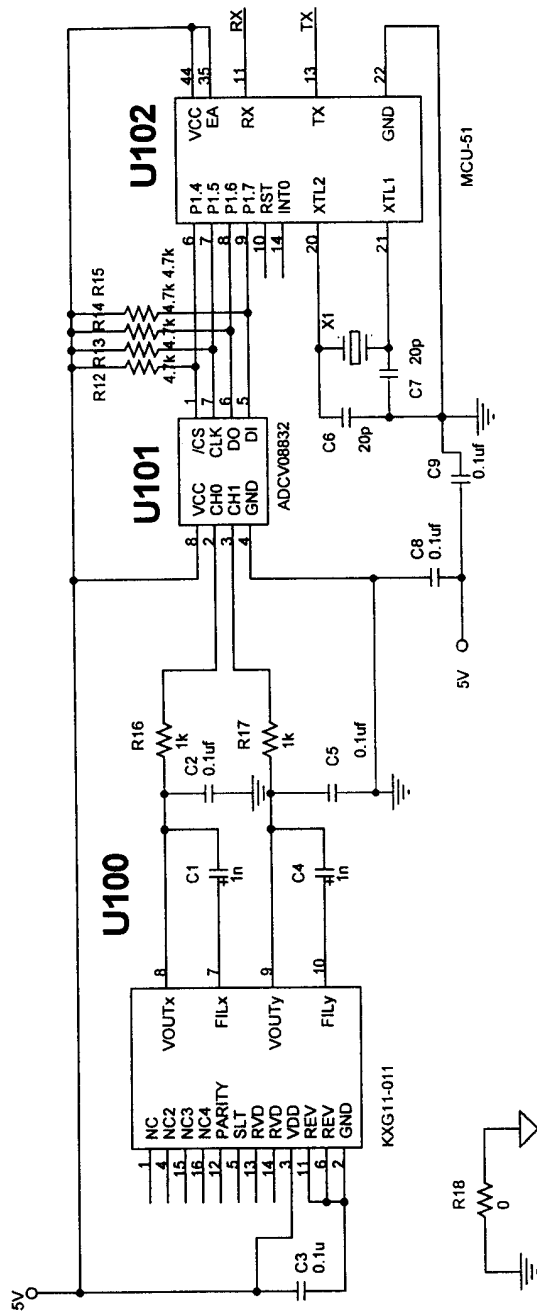 5V
U100
1 NC
4 NC2
15 NC3
16 NC4
12 PARITY
5 SLT
13 RVD
14 RVD
3 VDD
11 REV
6 REV
2 GND
VOUTx 8
FILx 7
VOUTy 9
FILy 10
KXG11-011
C3
0.1u
C1
1n
C4
1n
R16
1k
C2
0.1uf
R17
1k
C5
0.1uf
R18
0
U101
8 VCC
2 CH0
3 CH1
4 GND
/CS 1
CLK 7
DO 6
DI 5
ADCV08832
R12 R13 R14 R15
4.7k 4.7k 4.7k 4.7k
5V
C8
0.1uf
C9
0.1uf
C6
20p
C7
20p
X1
U102
6 P1.4
7 P1.5
8 P1.6
9 P1.7
10 RST
14 INT0
20 XTL2
21 XTL1
VCC 44
EA 35
RX 11 RX
TX 13 TX
GND 22
MCU-51